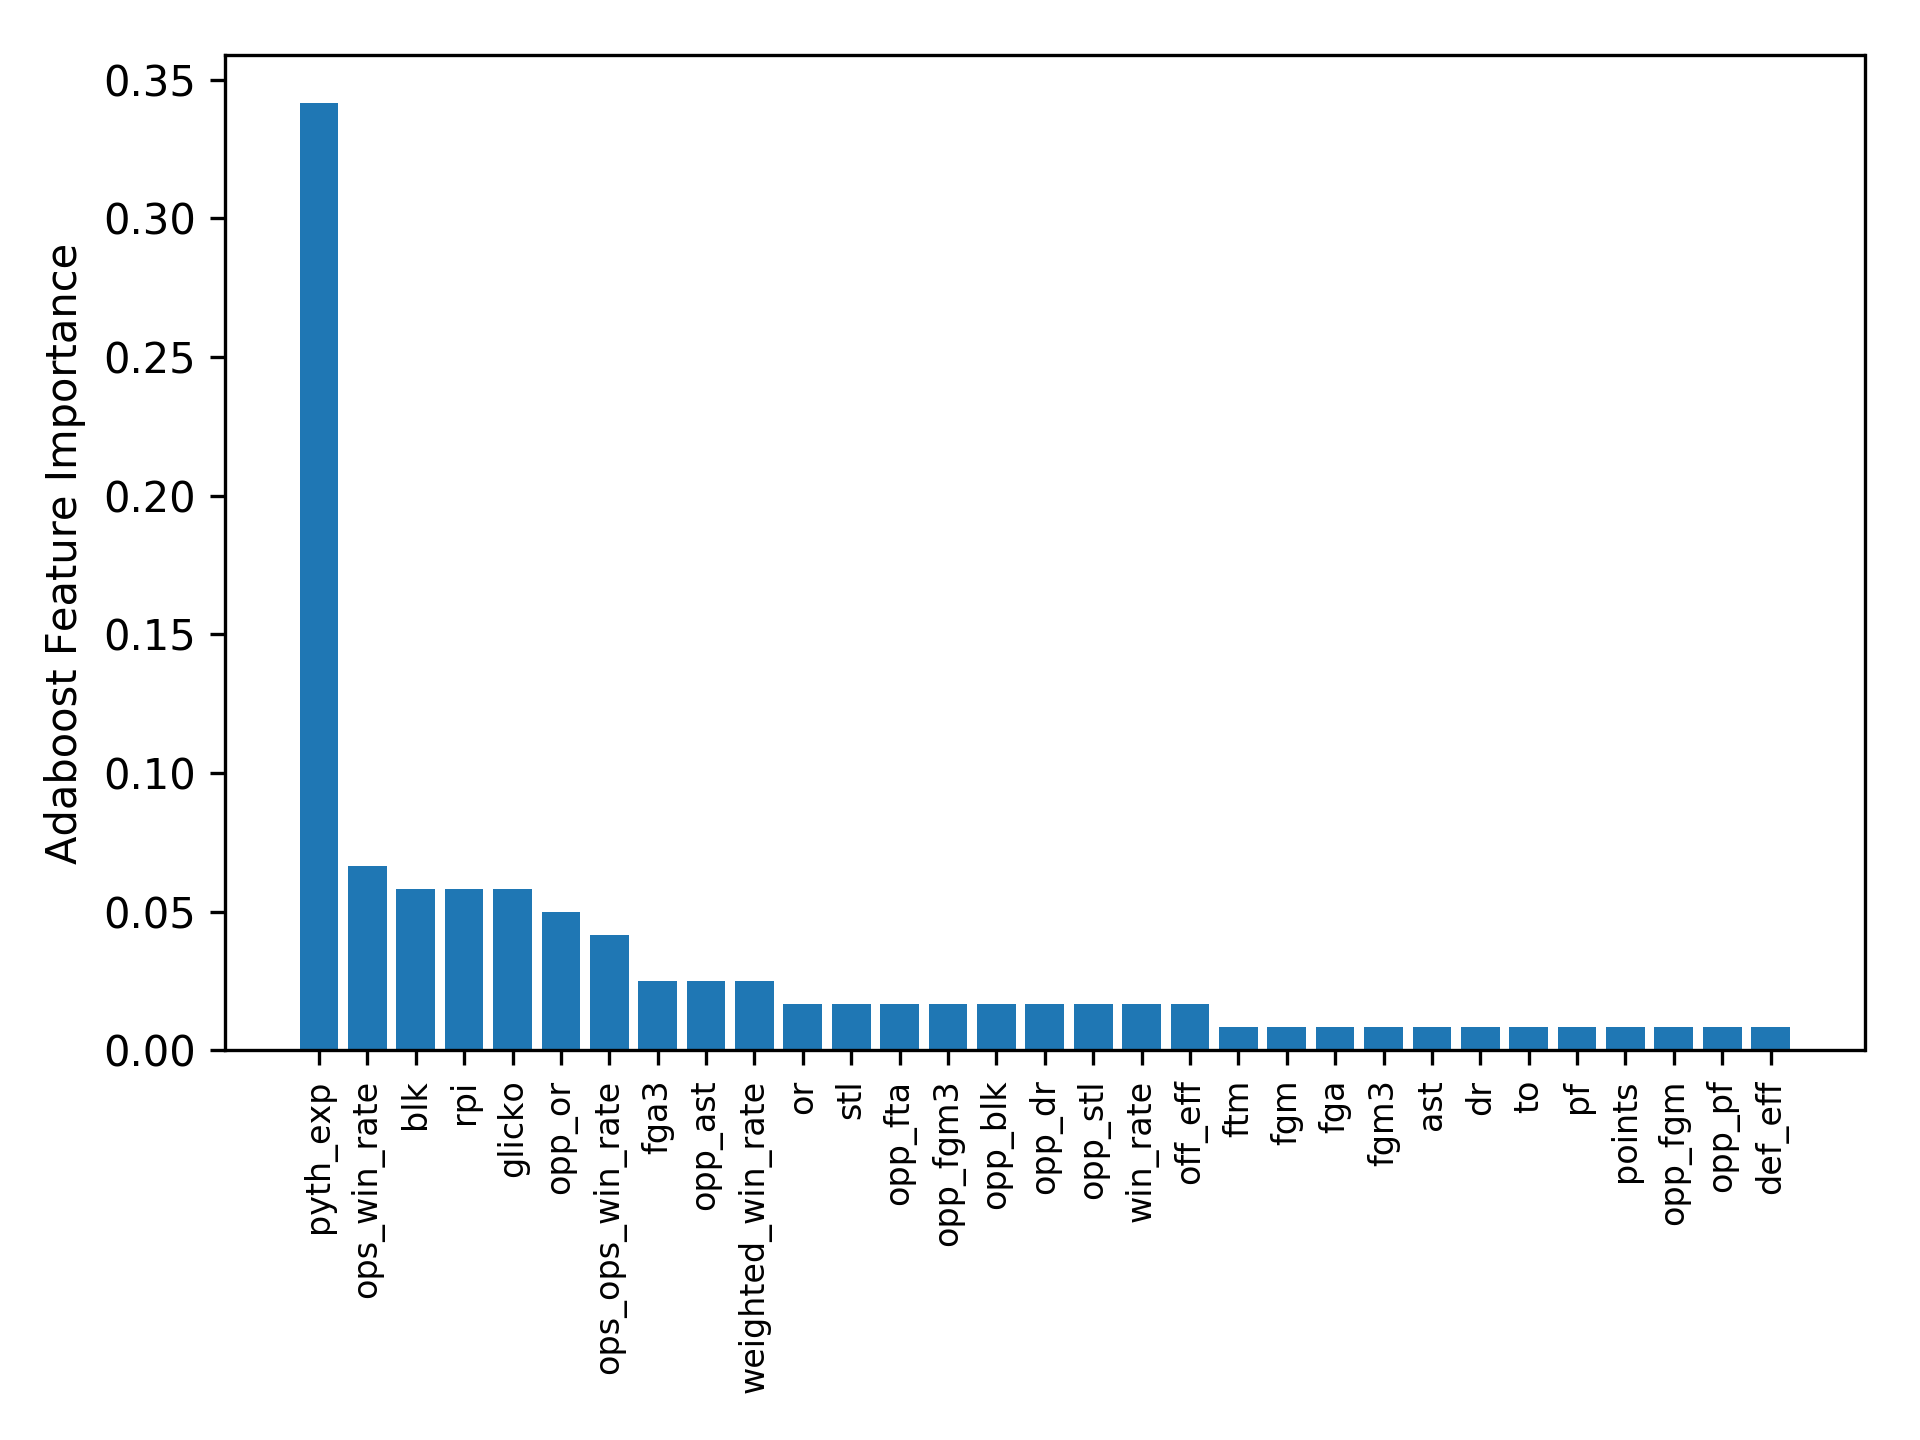 Adaboost Feature Importance
0.35
0.30
0.25
0.20
0.15
0.10
0.05
0.00
pyth_exp
ops_win_rate
blk
rpi
glicko
opp_or
ops_ops_win_rate
fga3
opp_ast
weighted_win_rate
or
stl
opp_fta
opp_fgm3
opp_blk
opp_dr
opp_stl
win_rate
off_eff
ftm
fgm
fga
fgm3
ast
dr
to
pf
points
opp_fgm
opp_pf
def_eff